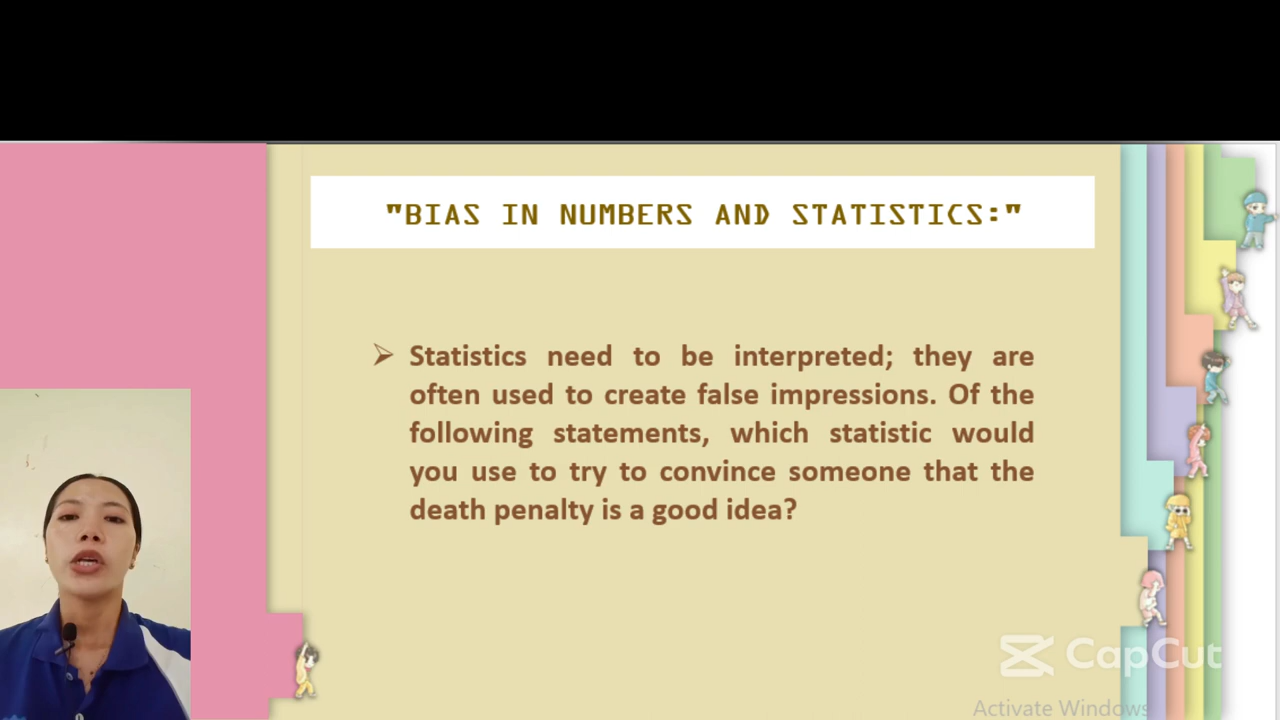 "BIAS IN NUMBERS AND STATISTICS:"
➢ Statistics need to be interpreted; they are
often used to create false impressions. Of the
following statements, which statistic would
you use to try to convince someone that the
death penalty is a good idea?
CapCut
Activate Windows